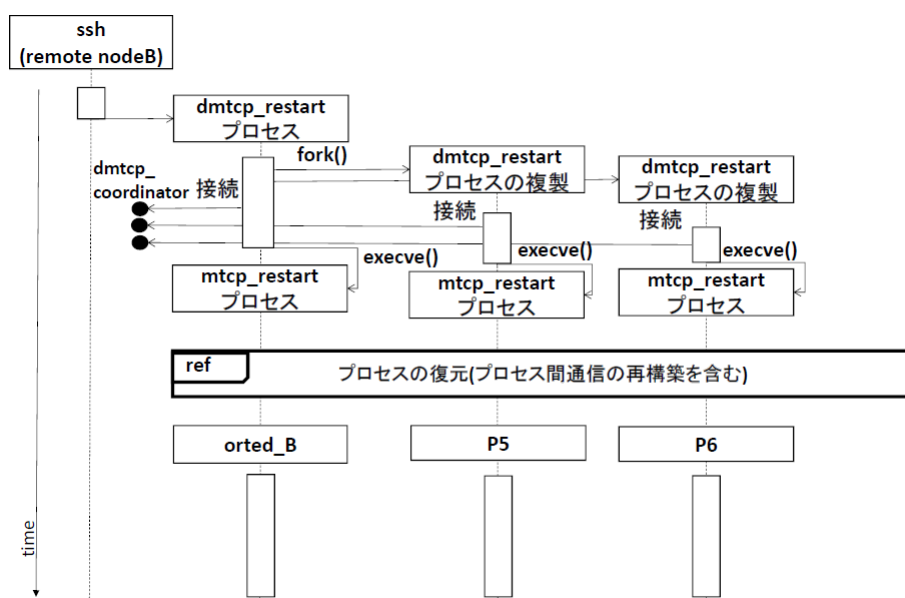 ssh
(remote nodeB)
dmtcp_restart
プロセス
fork()
dmtcp_restart
プロセスの複製
dmtcp_restart
プロセスの複製
dmtcp_
coordinator
接続
接続
接続
execve()
execve()
execve()
mtcp_restart
プロセス
mtcp_restart
プロセス
mtcp_restart
プロセス
ref
プロセスの復元(プロセス間通信の再構築を含む)
orted_B
P5
P6
time